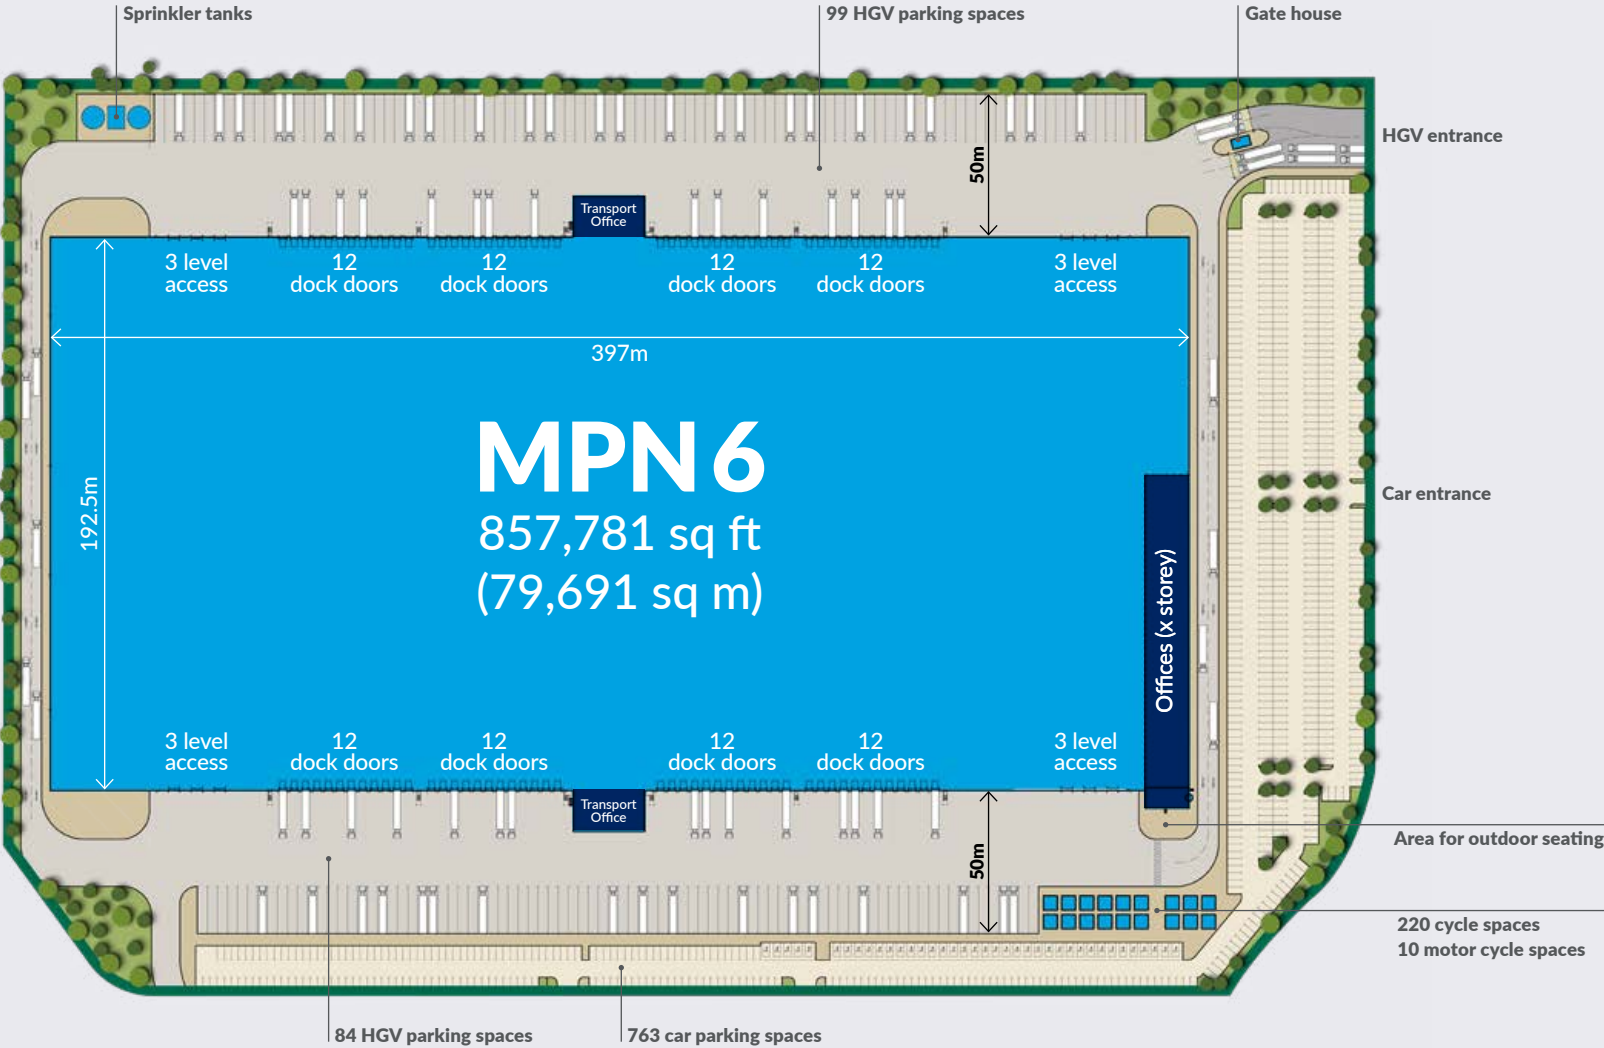 Sprinkler tanks
99 HGV parking spaces
Gate house
HGV entrance
50m
Transport
Office
3 level
access
12
dock doors
12
dock doors
12
dock doors
12
dock doors
3 level
access
397m
MPN 6
857,781 sq ft
(79,691 sq m)
192.5m
Car entrance
Offices (x storey)
3 level
access
12
dock doors
12
dock doors
12
dock doors
12
dock doors
3 level
access
Transport
Office
50m
Area for outdoor seating
220 cycle spaces
10 motor cycle spaces
84 HGV parking spaces
763 car parking spaces